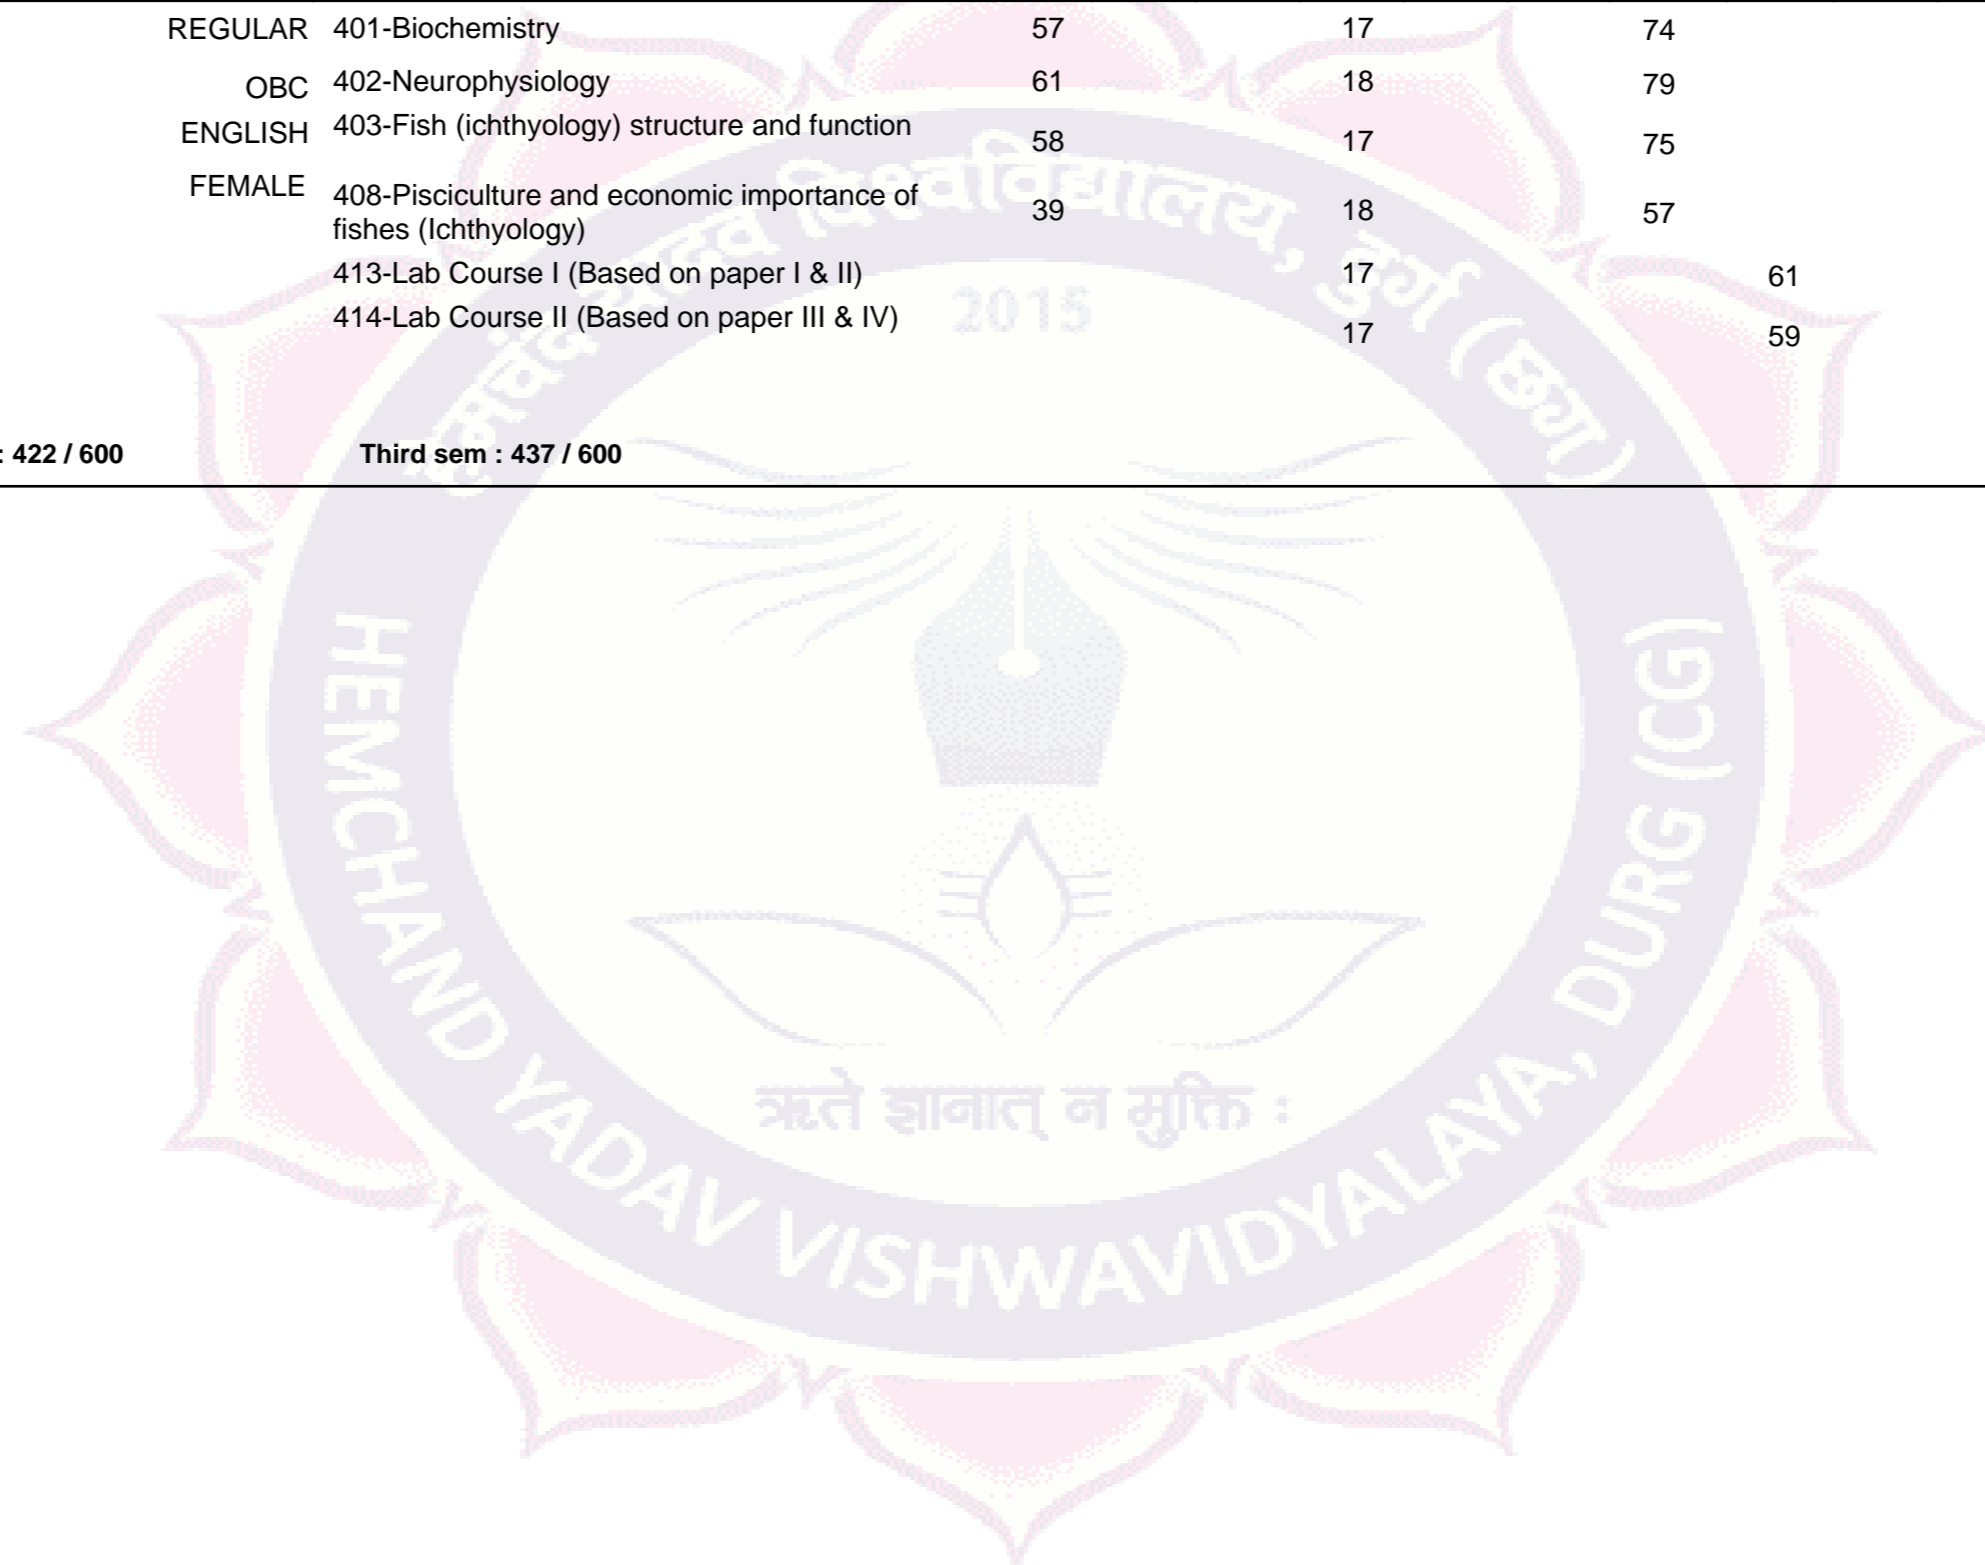 REGULAR 401-Biochemistry 57 17 74
OBC 402-Neurophysiology 61 18 79
ENGLISH 403-Fish (ichthyology) structure and function 58 17 75
FEMALE 408-Pisciculture and economic importance of
fishes (Ichthyology) 39 18 57
413-Lab Course I (Based on paper I & II) 17 61
414-Lab Course II (Based on paper III & IV) 17 59
: 422 / 600 Third sem : 437 / 600
हेमचंद यादव विश्वविद्यालय, दुर्ग (छग)
2015
ऋते ज्ञानात् न मुक्ति :
HEMCHAND YADAV VISHWAVIDYALAYA, DURG (CG)